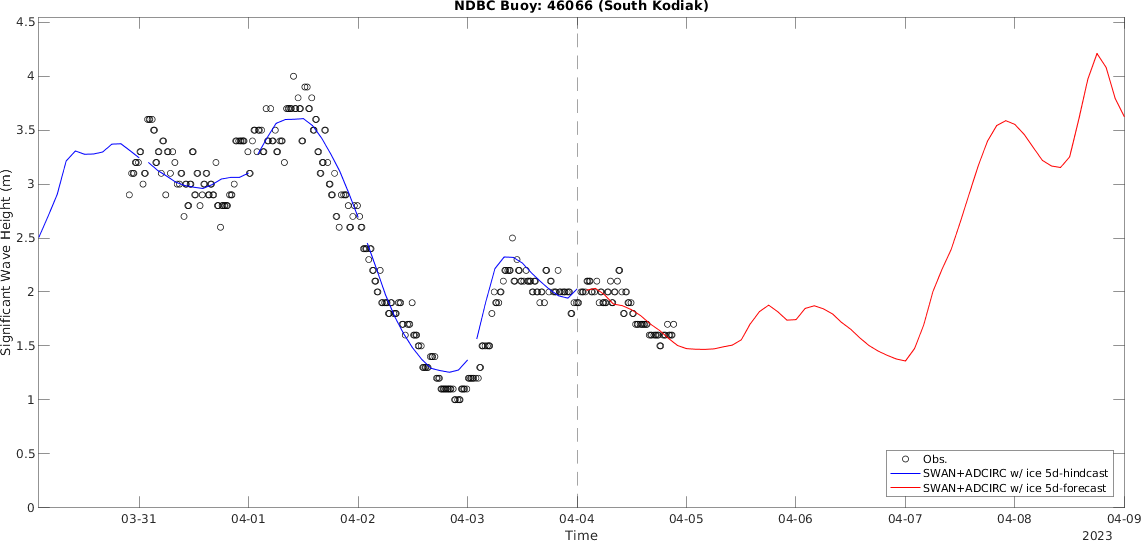 NDBC Buoy: 46066 (South Kodiak)
Significant Wave Height (m)
4.5
4
3.5
3
2.5
2
1.5
1
0.5
0
Obs.
SWAN+ADCIRC w/ ice 5d-hindcast
SWAN+ADCIRC w/ ice 5d-forecast
03-31 04-01 04-02 04-03 04-04 04-05 04-06 04-07 04-08 04-09
Time
2023